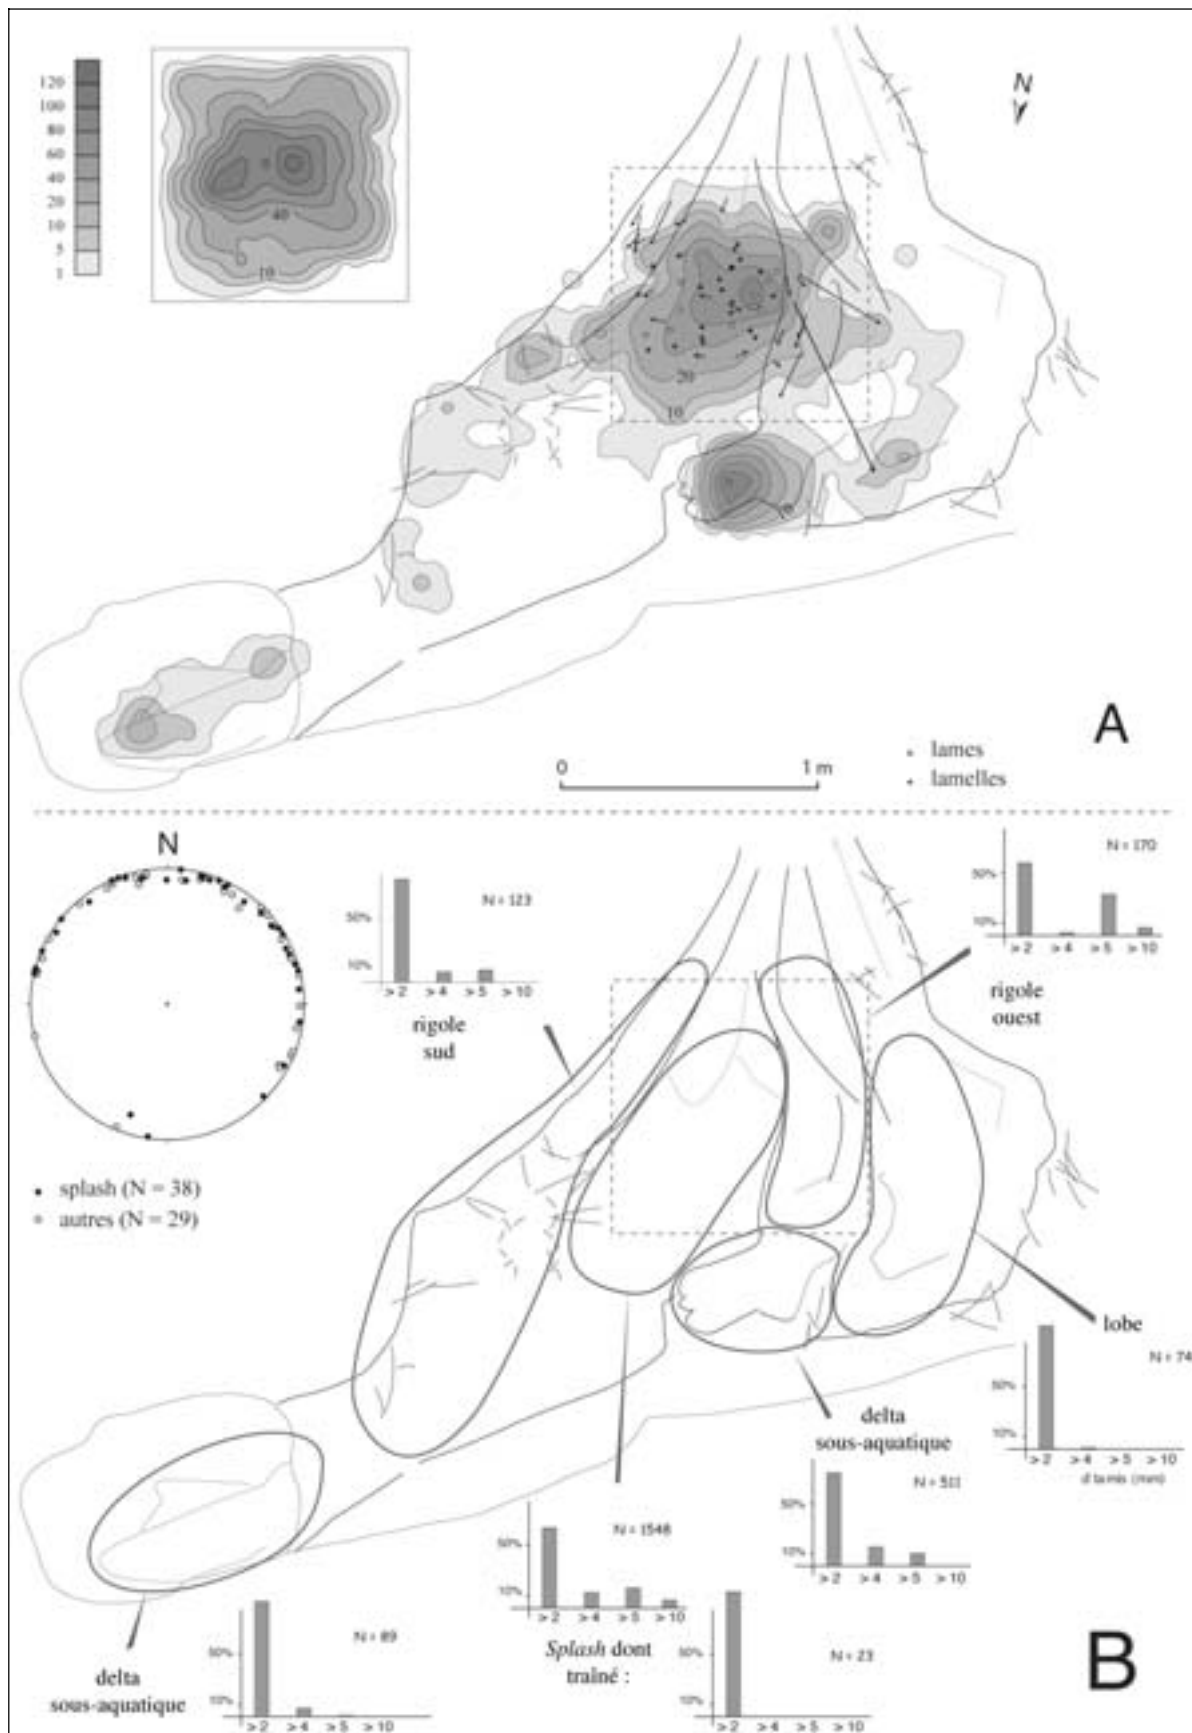 120
100
80
60
40
20
10
5
1
40
10
N
20
10
A
0 1 m
lames
lamelles
N
N = 170
50%
10%
> 2 > 4 > 5 > 10
rigole
ouest
N = 123
50%
10%
> 2 > 4 > 5 > 10
rigole
sud
splash (N = 38)
autres (N = 29)
lobe
N = 74
50%
10%
> 2 > 4 > 5 > 10
d tamis (mm)
delta
sous-aquatique
N = 511
50%
10%
> 2 > 4 > 5 > 10
N = 1548
50%
10%
> 2 > 4 > 5 > 10
Splash dont
traîné :
N = 23
50%
10%
> 2 > 4 > 5 > 10
N = 89
50%
10%
> 2 > 4 > 5 > 10
delta
sous-aquatique
B